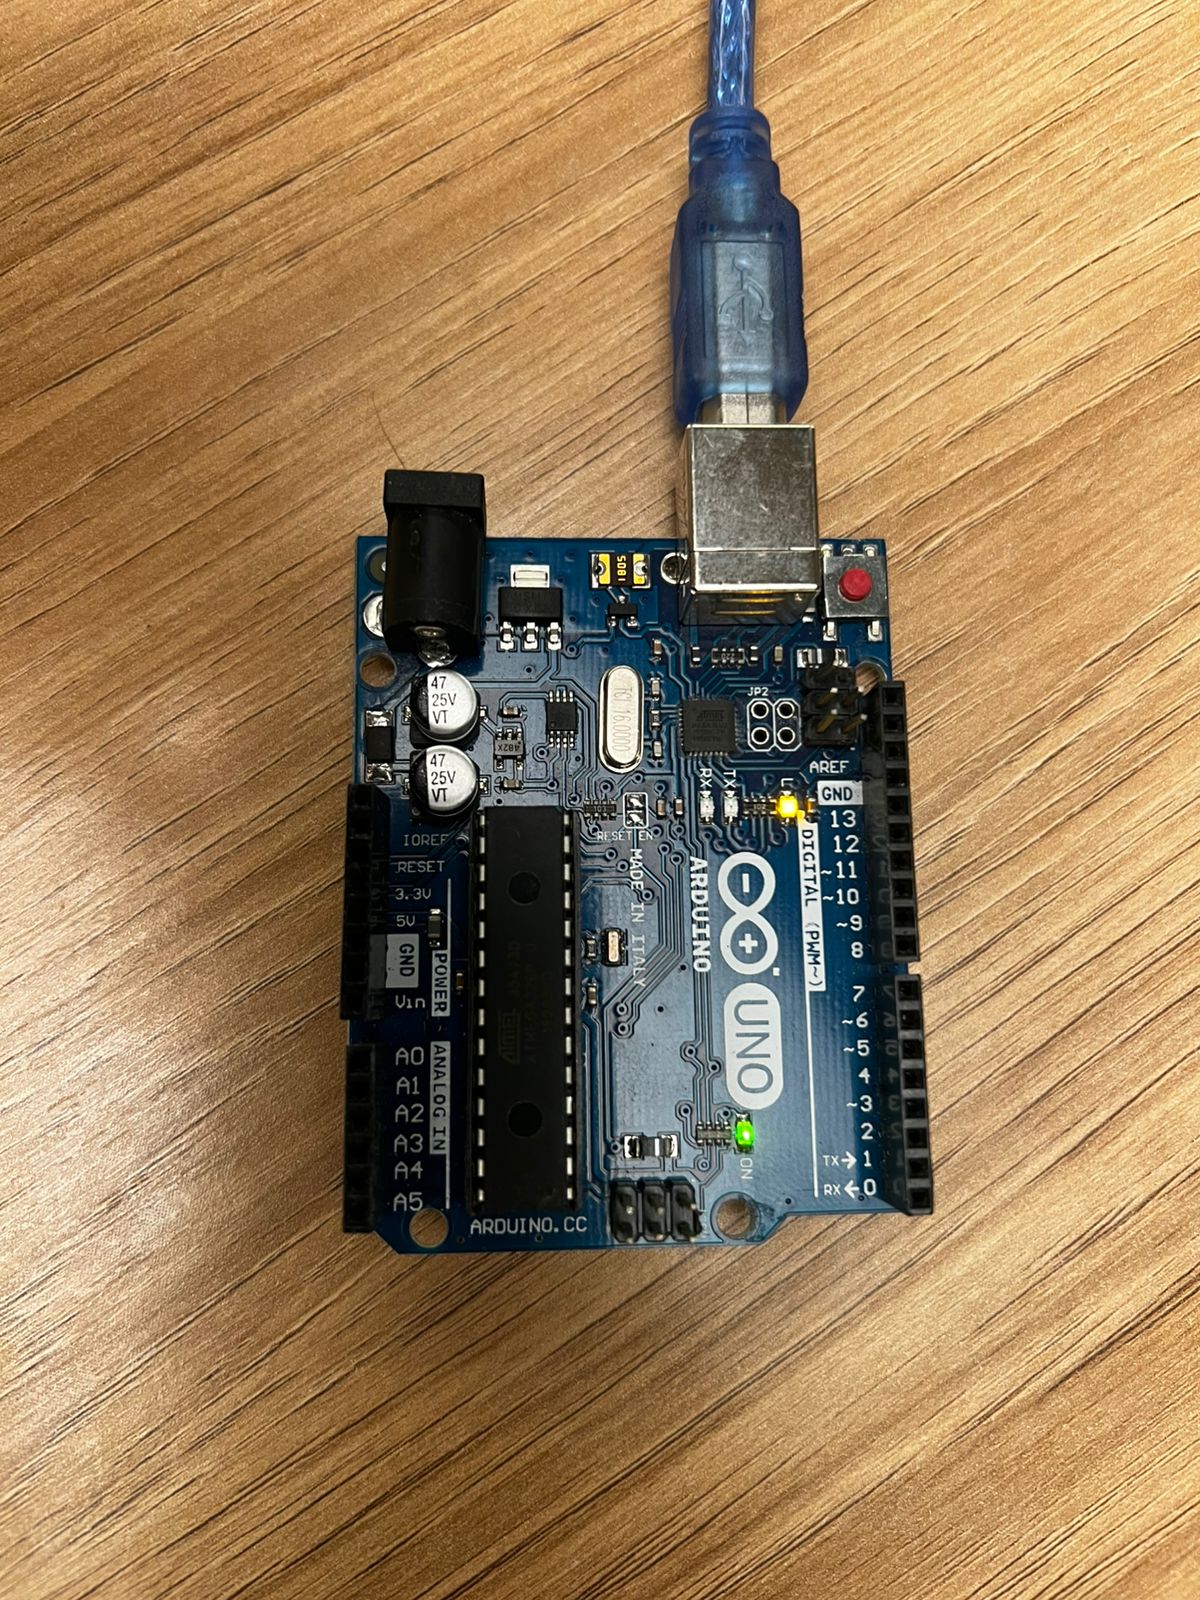 1805
47
25V
VT
47
25V
VT
JP2
RX
TX
L
AREF
GND
13
12
~11
~10
~9
8
7
~6
~5
4
~3
2
TX→ 1
RX← 0
DIGITAL (PWM~)
RESET EN
MADE IN ITALY
ARDUINO
UNO
IOREF
RESET
3.3V
5V
GND
Vin
POWER
A0
A1
A2
A3
A4
A5
ANALOG IN
ATMEL
ON
ARDUINO.CC